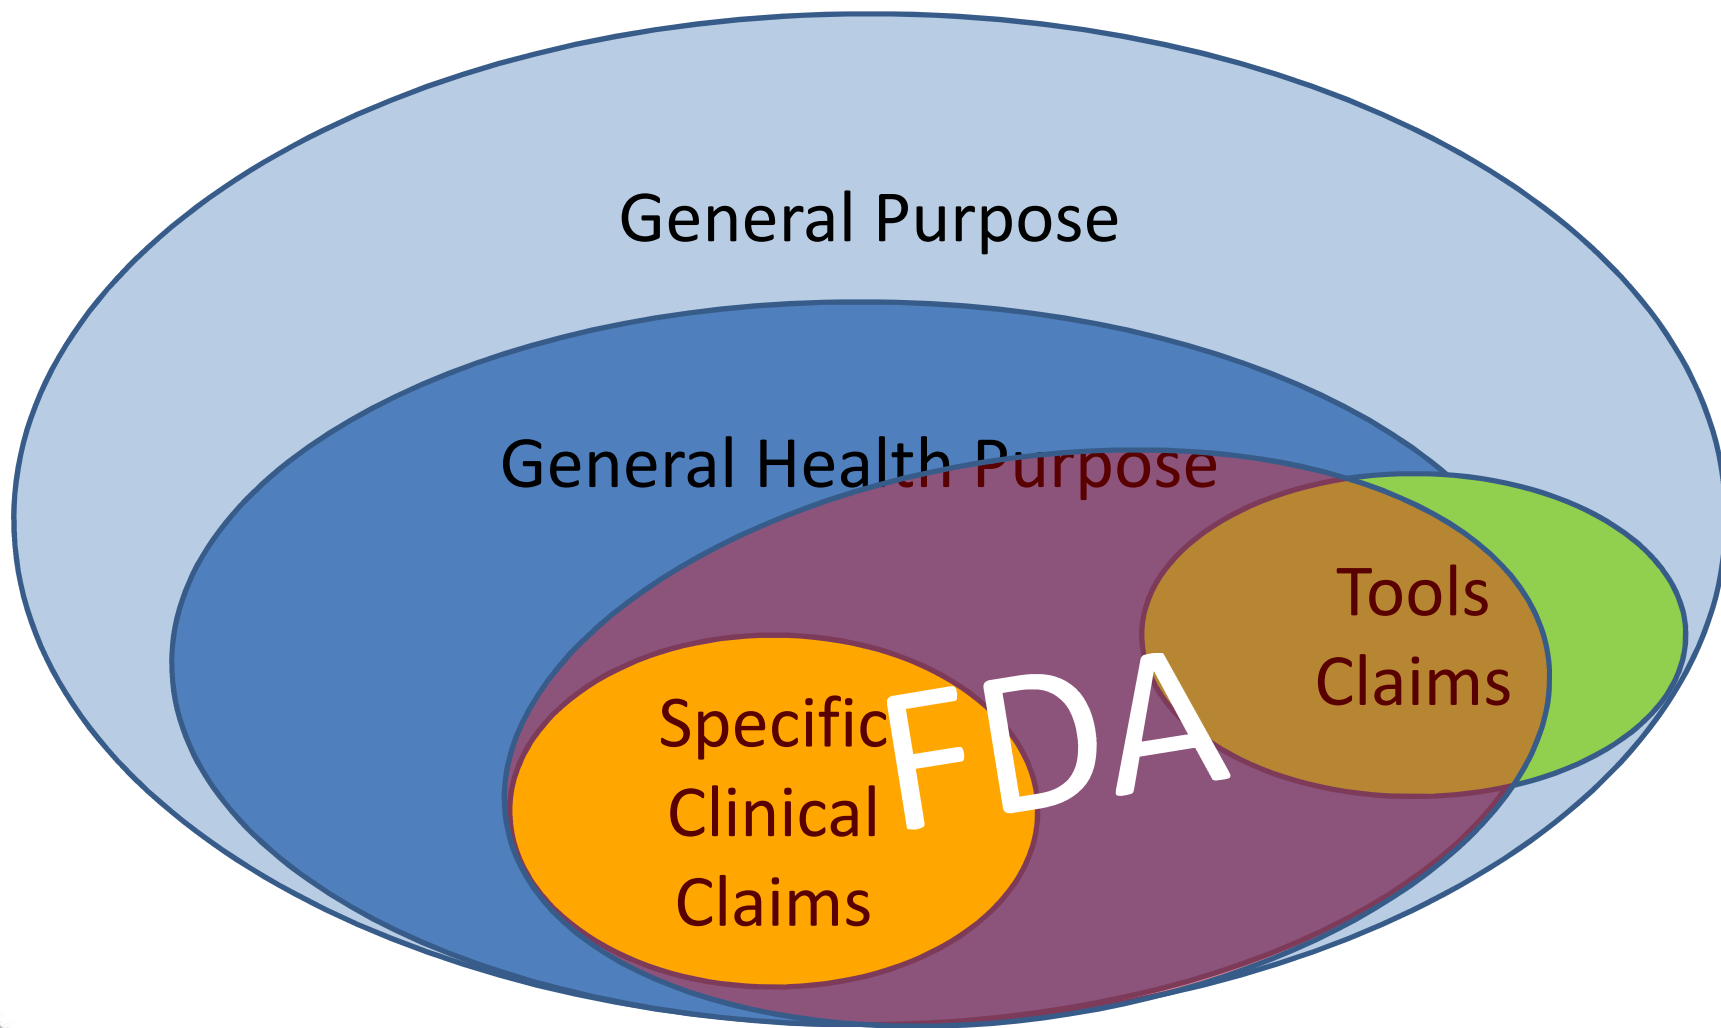 General Purpose
General Health Purpose
Tools
Claims
FDA
Specific
Clinical
Claims